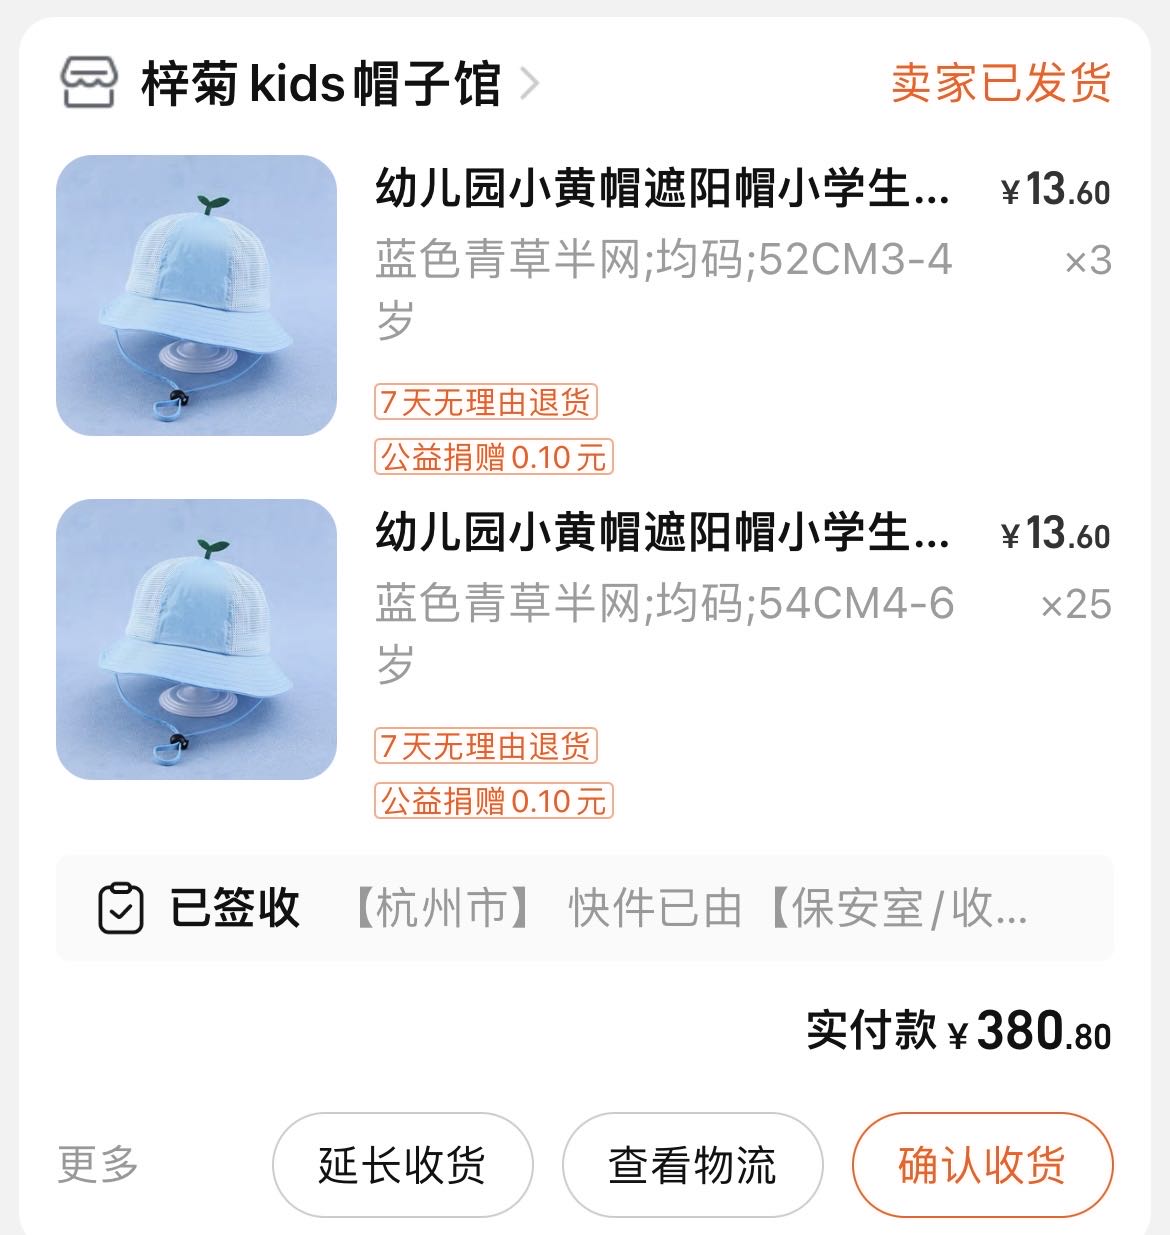 梓菊kids帽子馆
卖家已发货
幼儿园小黄帽遮阳帽小学生...
¥13.60
蓝色青草半网;均码;52CM3-4
×3
岁
7天无理由退货
公益捐赠0.10元
幼儿园小黄帽遮阳帽小学生...
¥13.60
蓝色青草半网;均码;54CM4-6
×25
岁
7天无理由退货
公益捐赠0.10元
已签收 【杭州市】 快件已由【保安室/收...
实付款 ¥380.80
更多
延长收货
查看物流
确认收货